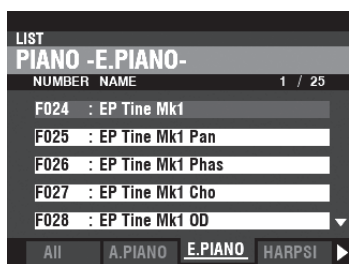 LIST
PIANO -E.PIANO-
NUMBER NAME 1 / 25
F024 : EP Tine Mk1
F025 : EP Tine Mk1 Pan
F026 : EP Tine Mk1 Phas
F027 : EP Tine Mk1 Cho
F028 : EP Tine Mk1 OD
All A.PIANO E.PIANO HARPSI